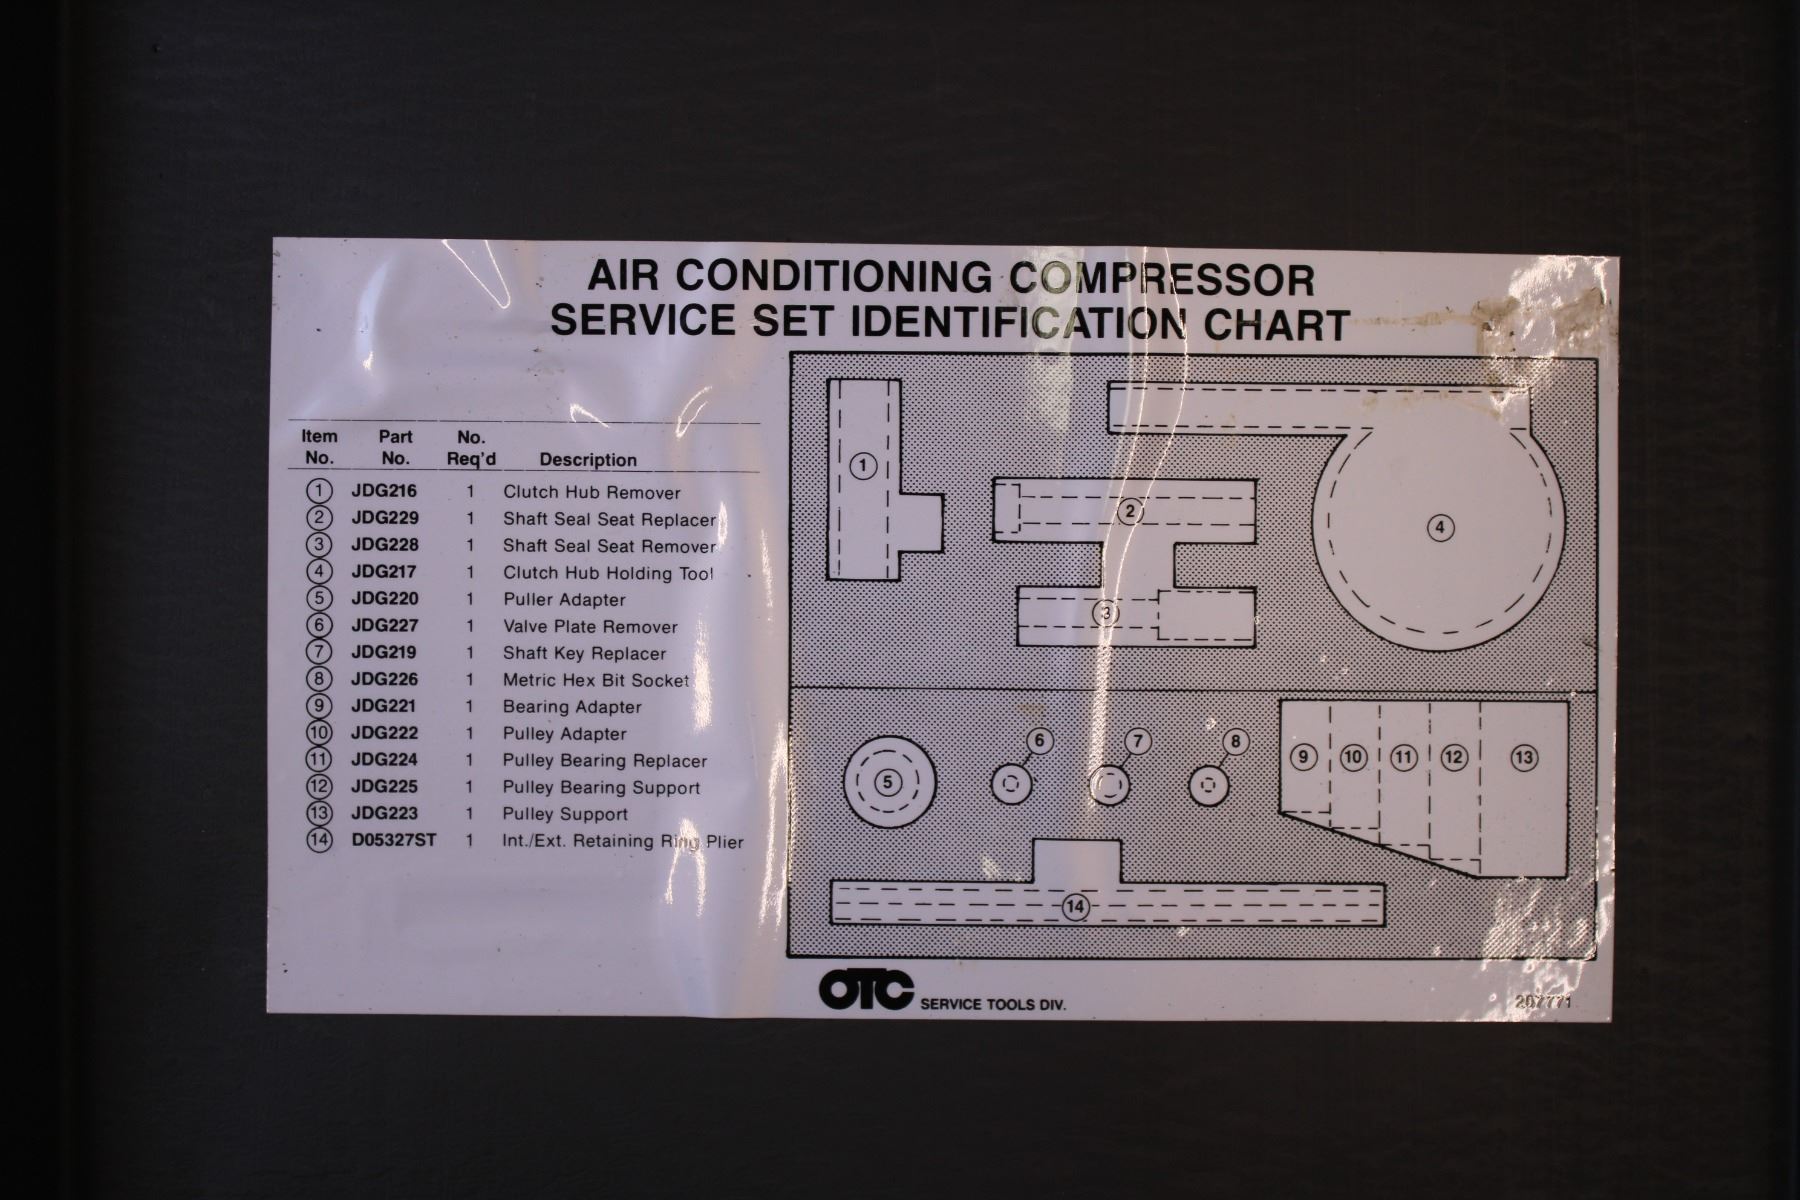 AIR CONDITIONING COMPRESSOR
SERVICE SET IDENTIFICATION CHART
Item Part No.
No. No. Req'd Description
1 JDG216 1 Clutch Hub Remover
2 JDG229 1 Shaft Seal Seat Replacer
3 JDG228 1 Shaft Seal Seat Remover
4 JDG217 1 Clutch Hub Holding Tool
5 JDG220 1 Puller Adapter
6 JDG227 1 Valve Plate Remover
7 JDG219 1 Shaft Key Replacer
8 JDG226 1 Metric Hex Bit Socket
9 JDG221 1 Bearing Adapter
10 JDG222 1 Pulley Adapter
11 JDG224 1 Pulley Bearing Replacer
12 JDG225 1 Pulley Bearing Support
13 JDG223 1 Pulley Support
14 D05327ST 1 Int./Ext. Retaining Ring Plier
1
2
3
4
5
6
7
8
9 10 11 12 13
14
OTC SERVICE TOOLS DIV.
207771